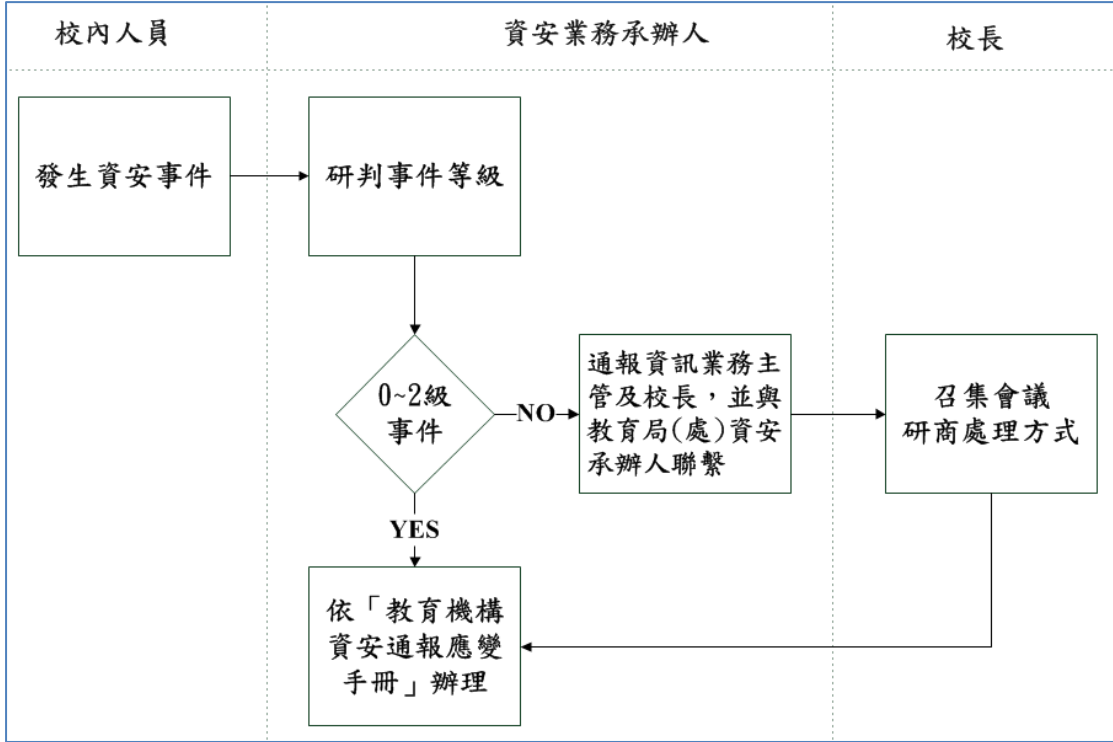 校內人員
資安業務承辦人
校長
發生資安事件
研判事件等級
0~2級
事件
NO
通報資訊業務主
管及校長，並與
教育局(處)資安
承辦人聯繫
召集會議
研商處理方式
YES
依「教育機構
資安通報應變
手冊」辦理